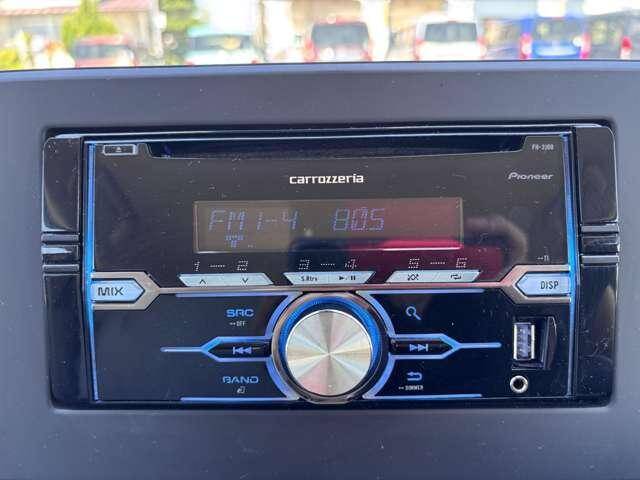 FH-3100
carrozzeria
Pioneer
FM1-4 80.5
1 2 3 4 5 6
S.Rtrv
MIX
DISP
SRC
OFF
BAND
DIMMER